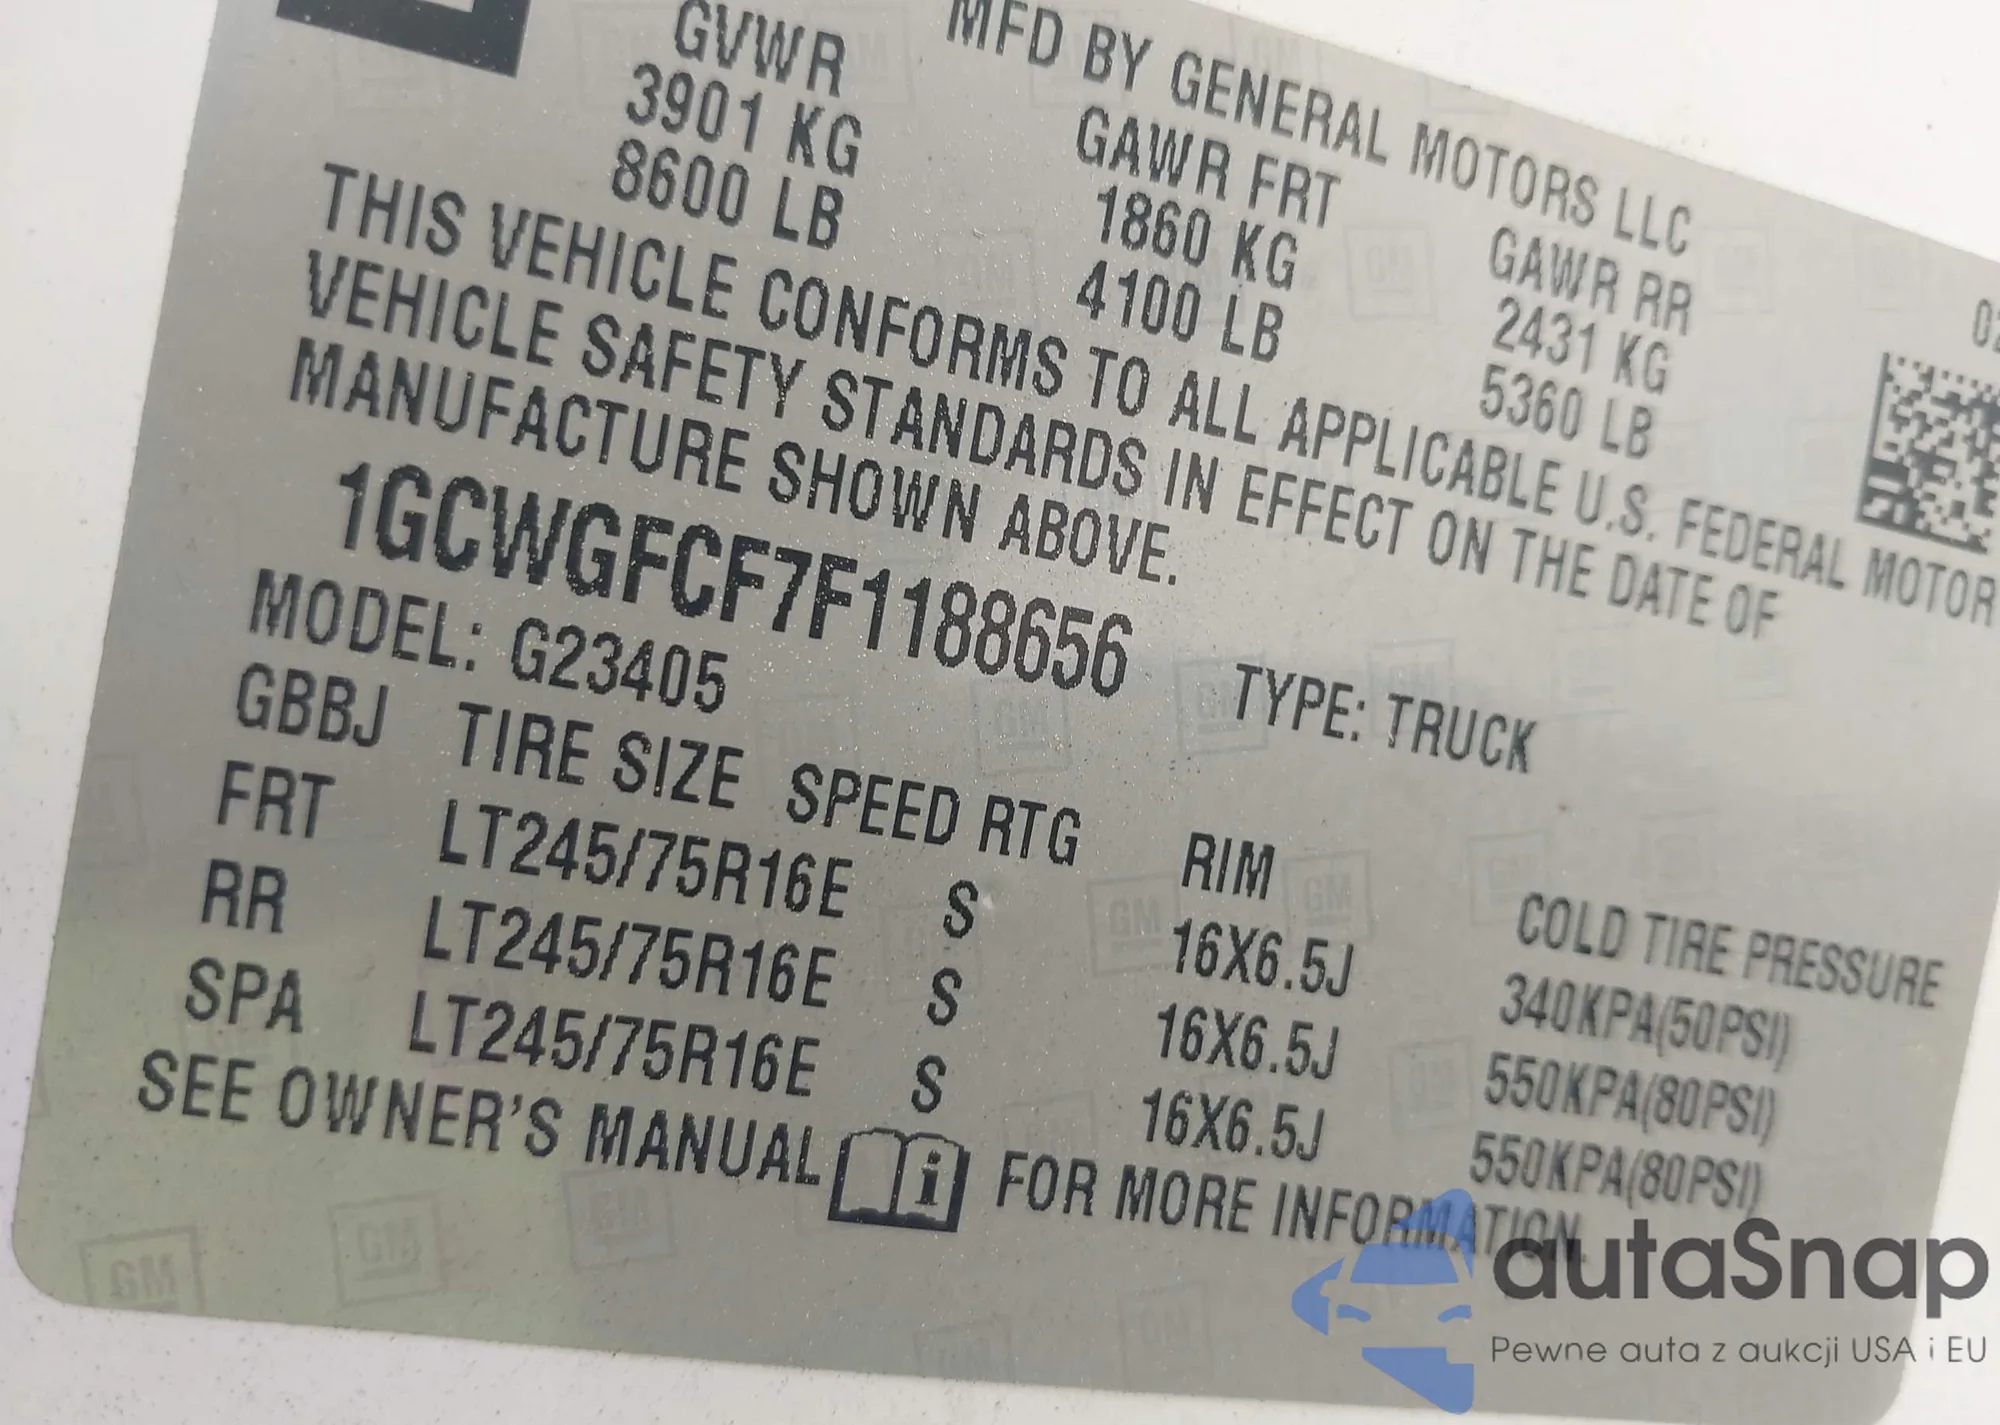 MFD BY GENERAL MOTORS LLC
GVWR GAWR FRT GAWR RR
3901 KG 1860 KG 2431 KG
8600 LB 4100 LB 5360 LB
THIS VEHICLE CONFORMS TO ALL APPLICABLE U.S. FEDERAL MOTOR
VEHICLE SAFETY STANDARDS IN EFFECT ON THE DATE OF
MANUFACTURE SHOWN ABOVE.
1GCWGFCF7F1188656 TYPE: TRUCK
MODEL: G23405
GBBJ TIRE SIZE SPEED RTG RIM COLD TIRE PRESSURE
FRT LT245/75R16E S 16X6.5J 340KPA(50PSI)
RR LT245/75R16E S 16X6.5J 550KPA(80PSI)
SPA LT245/75R16E S 16X6.5J 550KPA(80PSI)
SEE OWNER'S MANUAL i FOR MORE INFORMATION.
autaSnap
Pewne auta z aukcji USA i EU